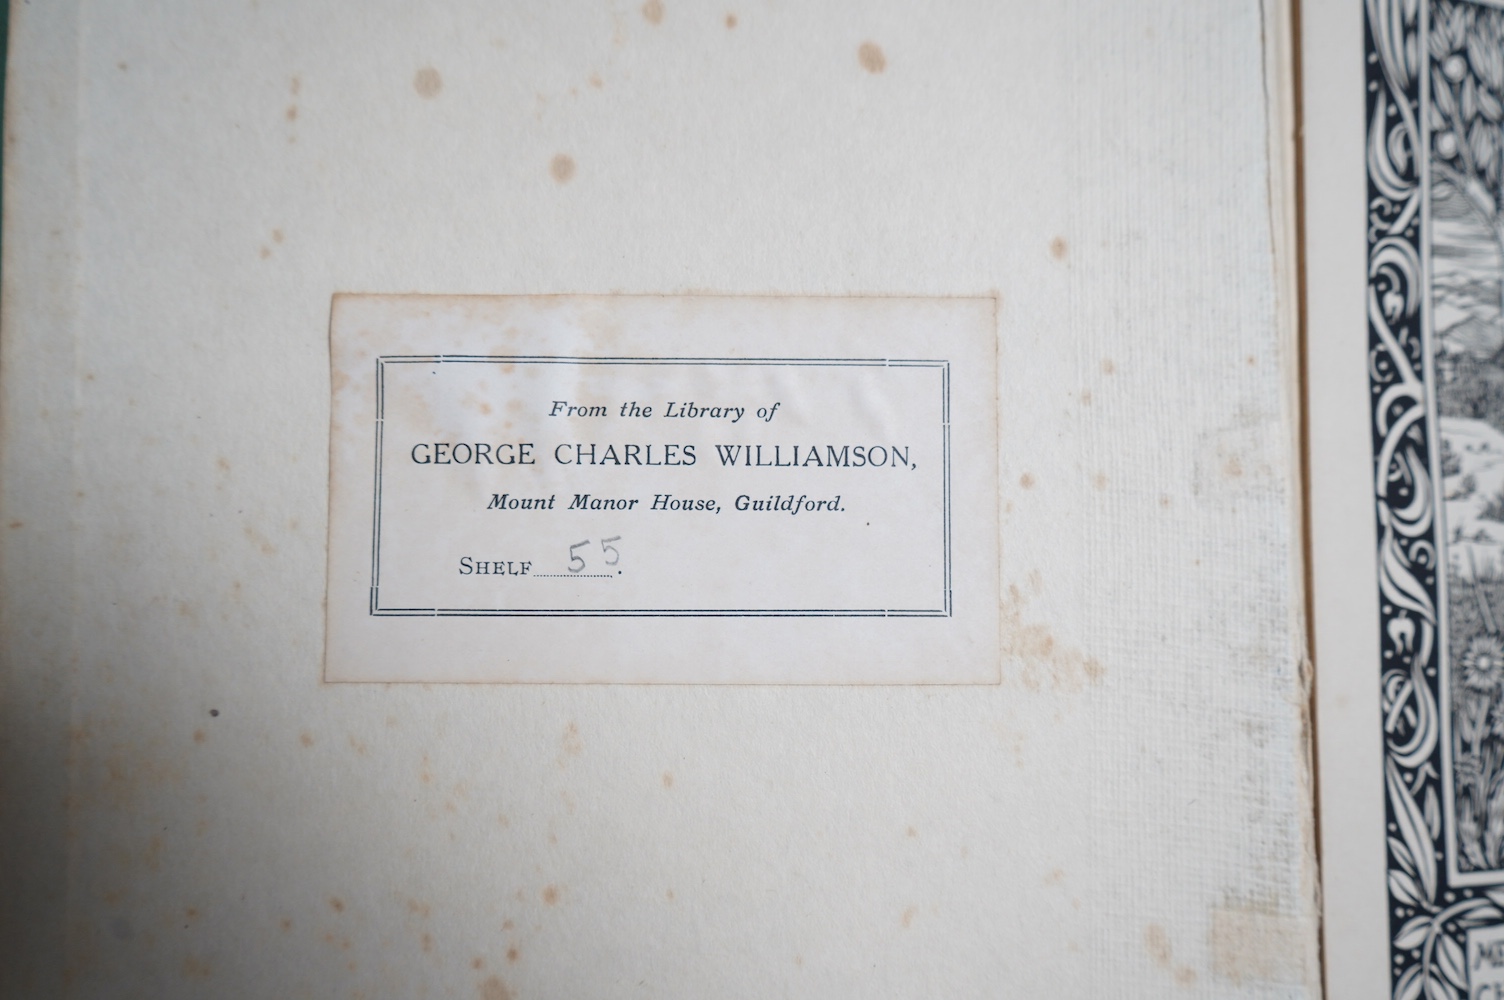 From the Library of
GEORGE CHARLES WILLIAMSON,
Mount Manor House, Guildford.
SHELF 55.